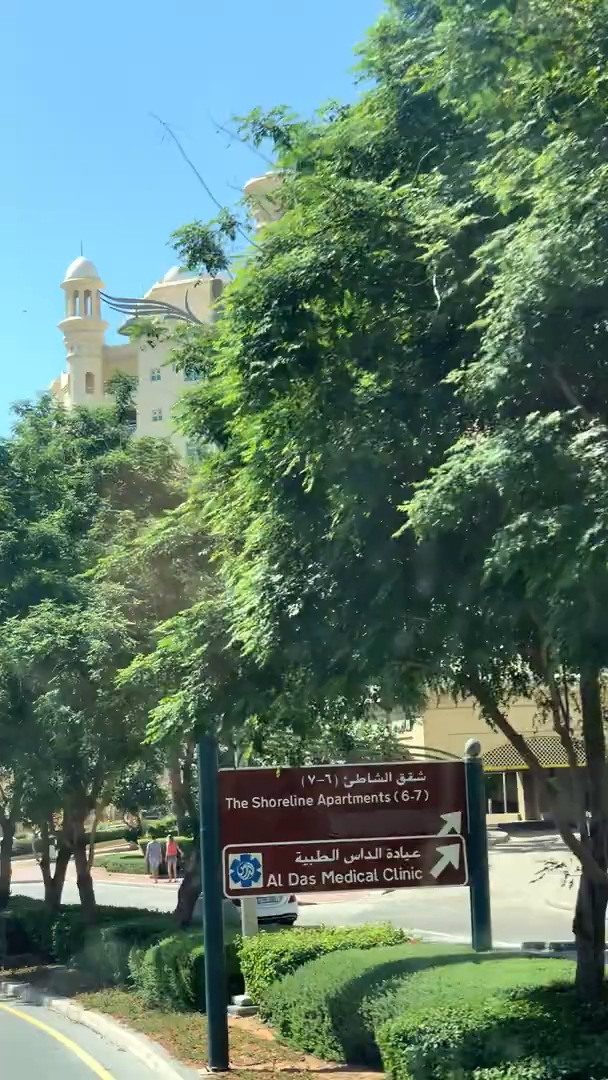 شقق الشاطئ (٦-٧)
The Shoreline Apartments (6-7)
عيادة الداس الطبية
Al Das Medical Clinic